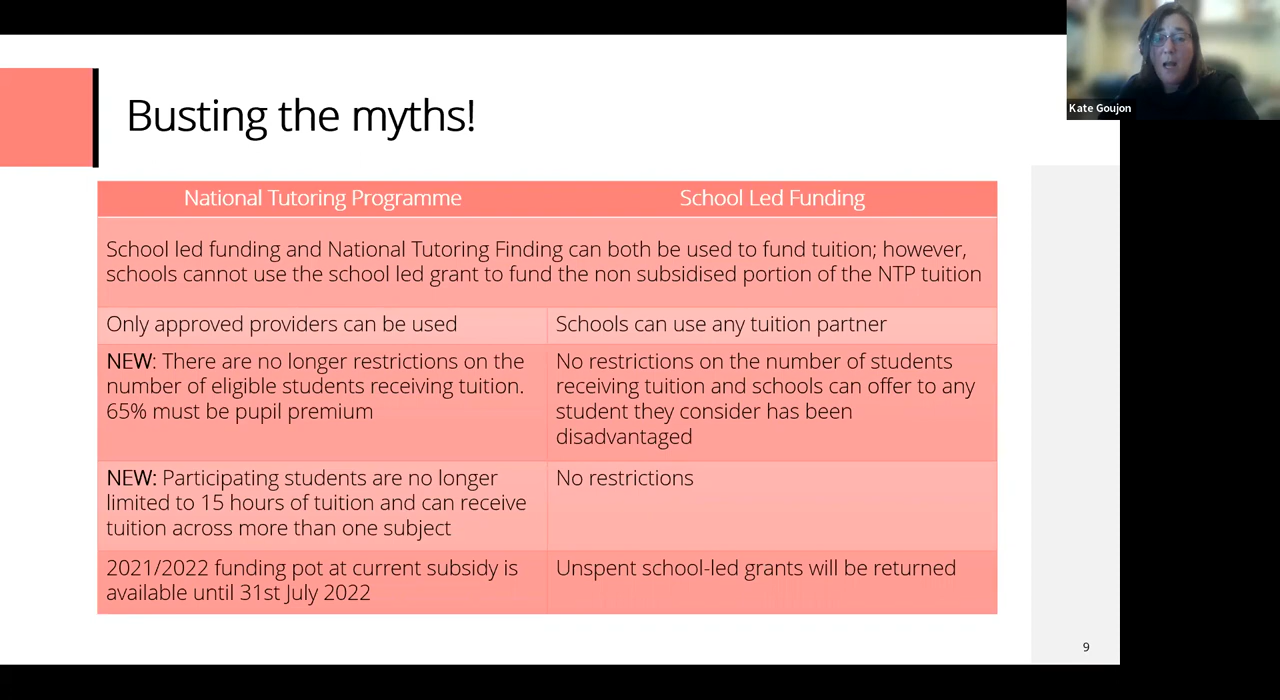 Kate Goujon
Busting the myths!
National Tutoring Programme
School Led Funding
School led funding and National Tutoring Finding can both be used to fund tuition; however,
schools cannot use the school led grant to fund the non subsidised portion of the NTP tuition
Only approved providers can be used
Schools can use any tuition partner
NEW: There are no longer restrictions on the
number of eligible students receiving tuition.
65% must be pupil premium
No restrictions on the number of students
receiving tuition and schools can offer to any
student they consider has been
disadvantaged
NEW: Participating students are no longer
limited to 15 hours of tuition and can receive
tuition across more than one subject
No restrictions
2021/2022 funding pot at current subsidy is
available until 31st July 2022
Unspent school-led grants will be returned
9